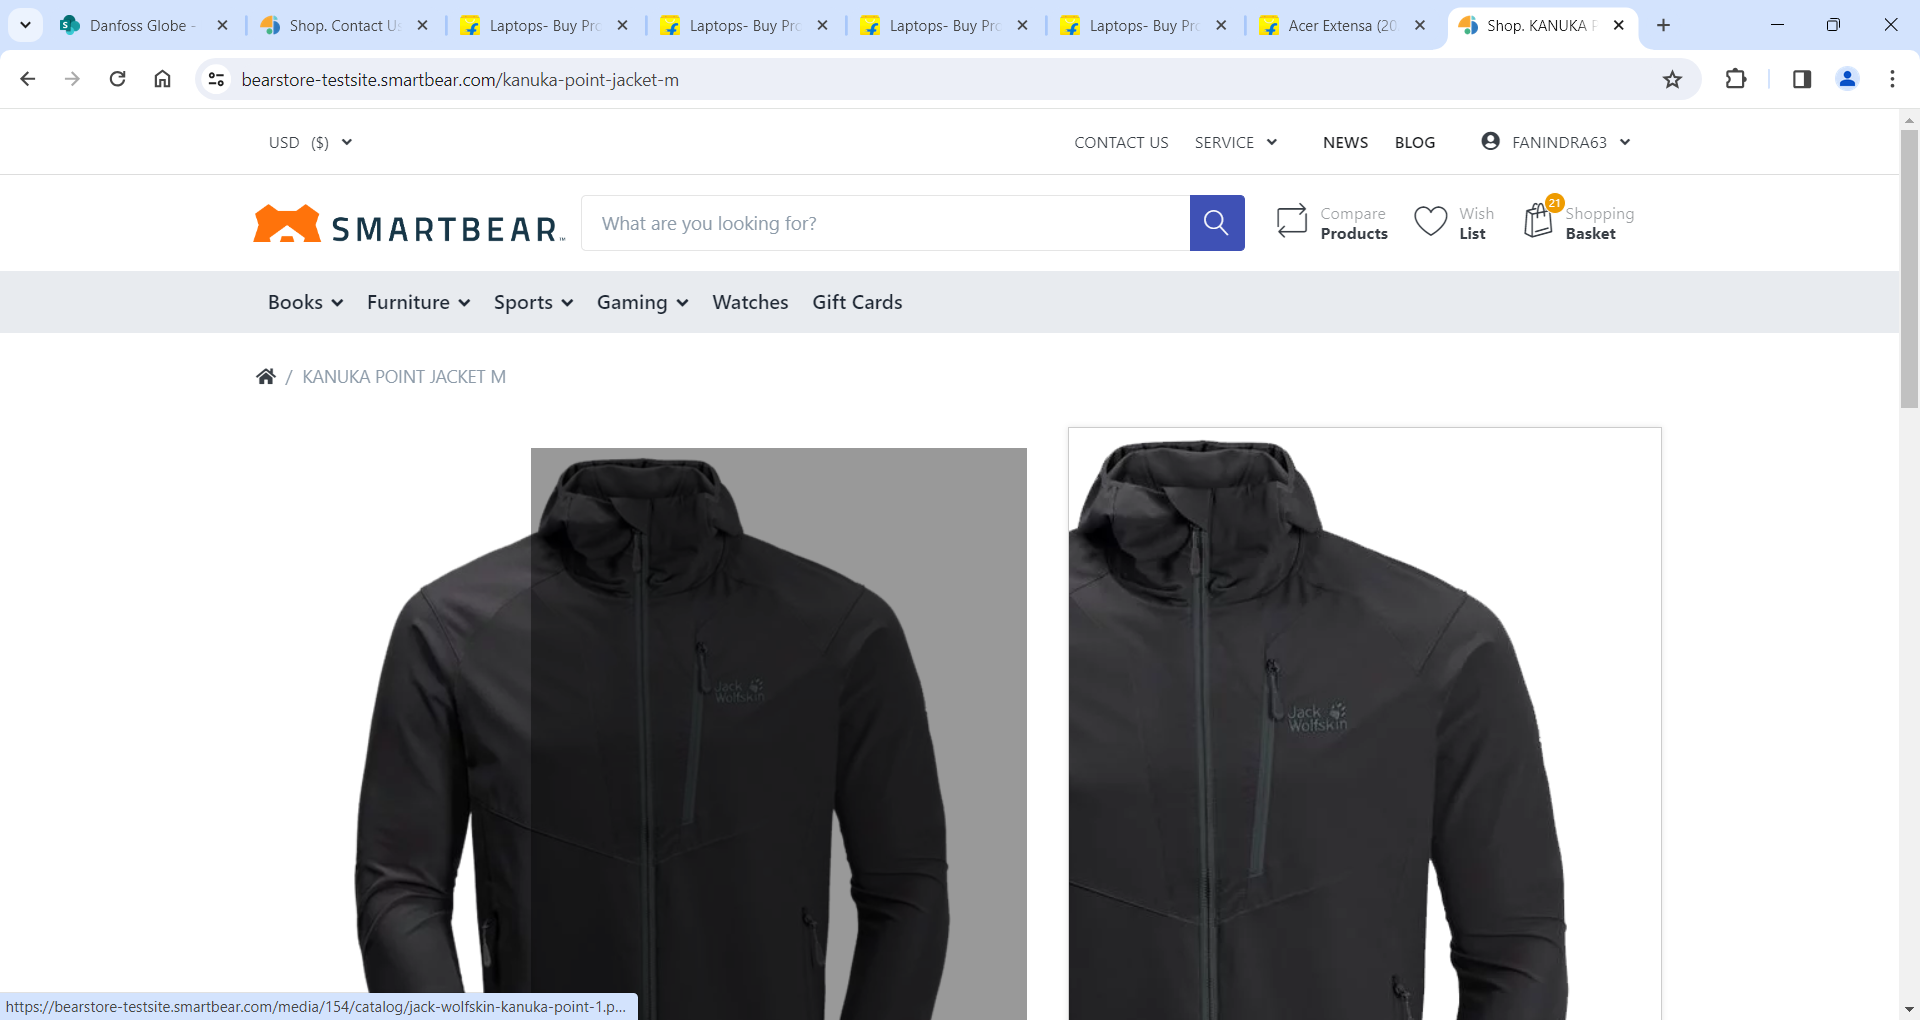 Danfoss Globe -
Shop. Contact Us
Laptops- Buy Pro
Laptops- Buy Pro
Laptops- Buy Pro
Laptops- Buy Pro
Acer Extensa (20
Shop. KANUKA P
bearstore-testsite.smartbear.com/kanuka-point-jacket-m
USD ($)
CONTACT US
SERVICE
NEWS
BLOG
FANINDRA63
SMARTBEAR™
What are you looking for?
Compare
Products
Wish
List
21
Shopping
Basket
Books
Furniture
Sports
Gaming
Watches
Gift Cards
/ KANUKA POINT JACKET M
Jack
Wolfskin
Jack
Wolfskin
https://bearstore-testsite.smartbear.com/media/154/catalog/jack-wolfskin-kanuka-point-1.p...